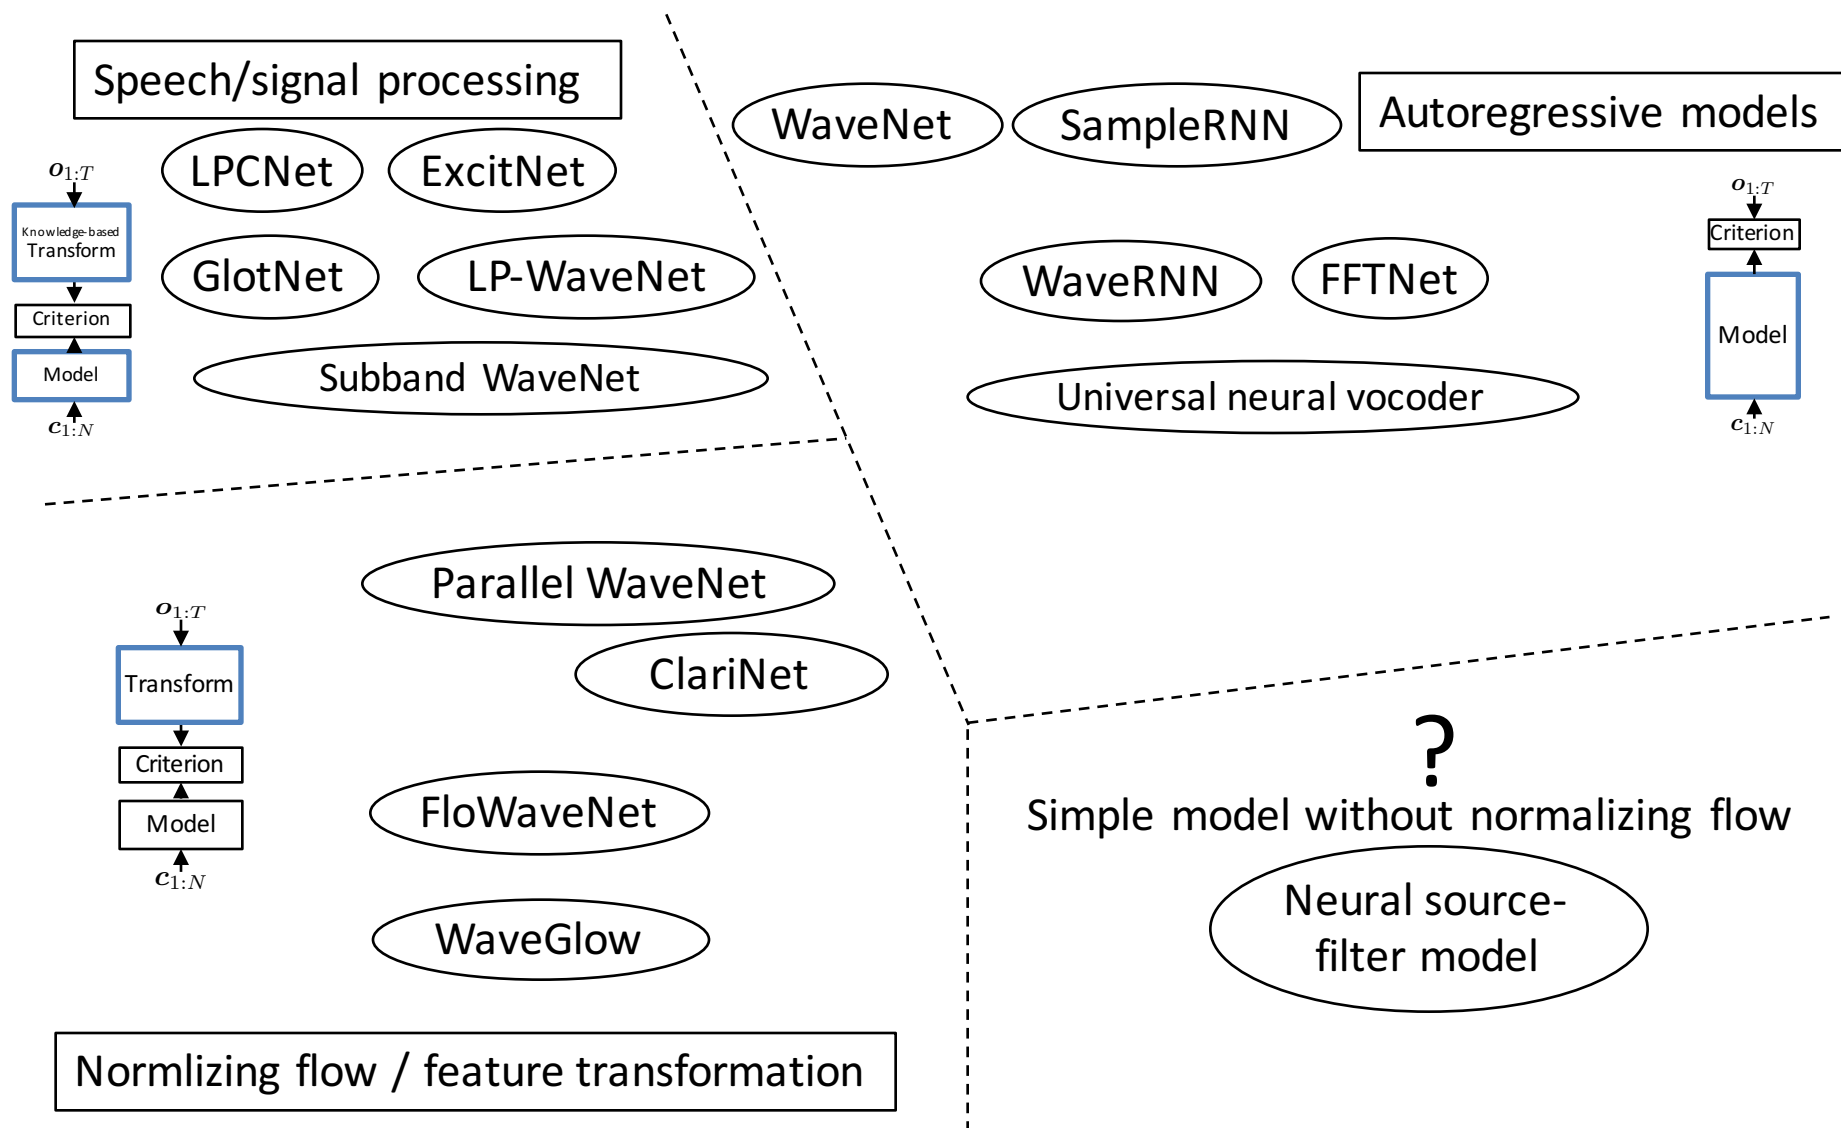 Speech/signal processing
LPCNet
ExcitNet
GlotNet
LP-WaveNet
Subband WaveNet
o1:T
Knowledge-based
Transform
Criterion
Model
c1:N
WaveNet
SampleRNN
Autoregressive models
WaveRNN
FFTNet
Universal neural vocoder
o1:T
Criterion
Model
c1:N
Parallel WaveNet
ClariNet
FloWaveNet
WaveGlow
o1:T
Transform
Criterion
Model
c1:N
Normlizing flow / feature transformation
?
Simple model without normalizing flow
Neural source-
filter model